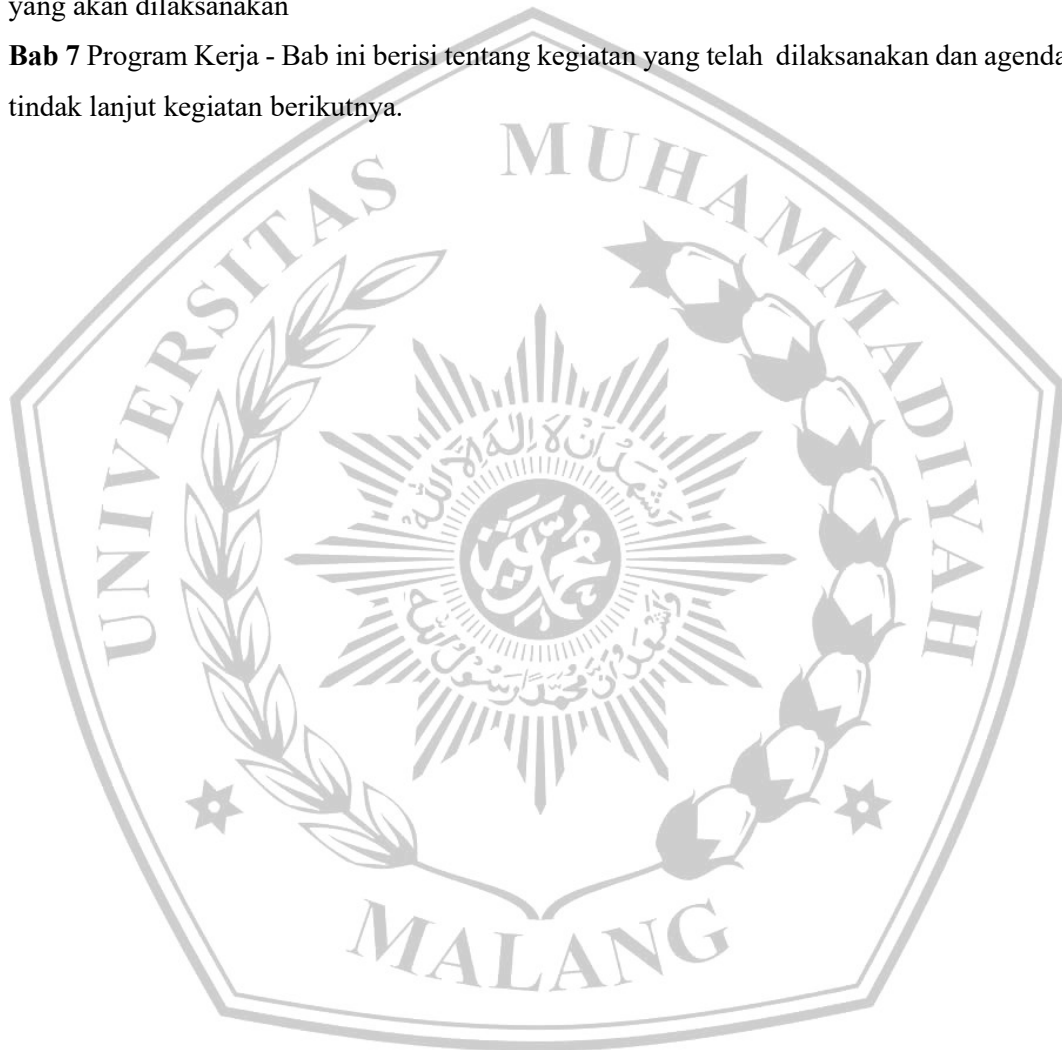 yang akan dilaksanakan
Bab 7 Program Kerja - Bab ini berisi tentang kegiatan yang telah dilaksanakan dan agenda
tindak lanjut kegiatan berikutnya.
UNIVERSITAS MUHAMMADIYAH
MALANG